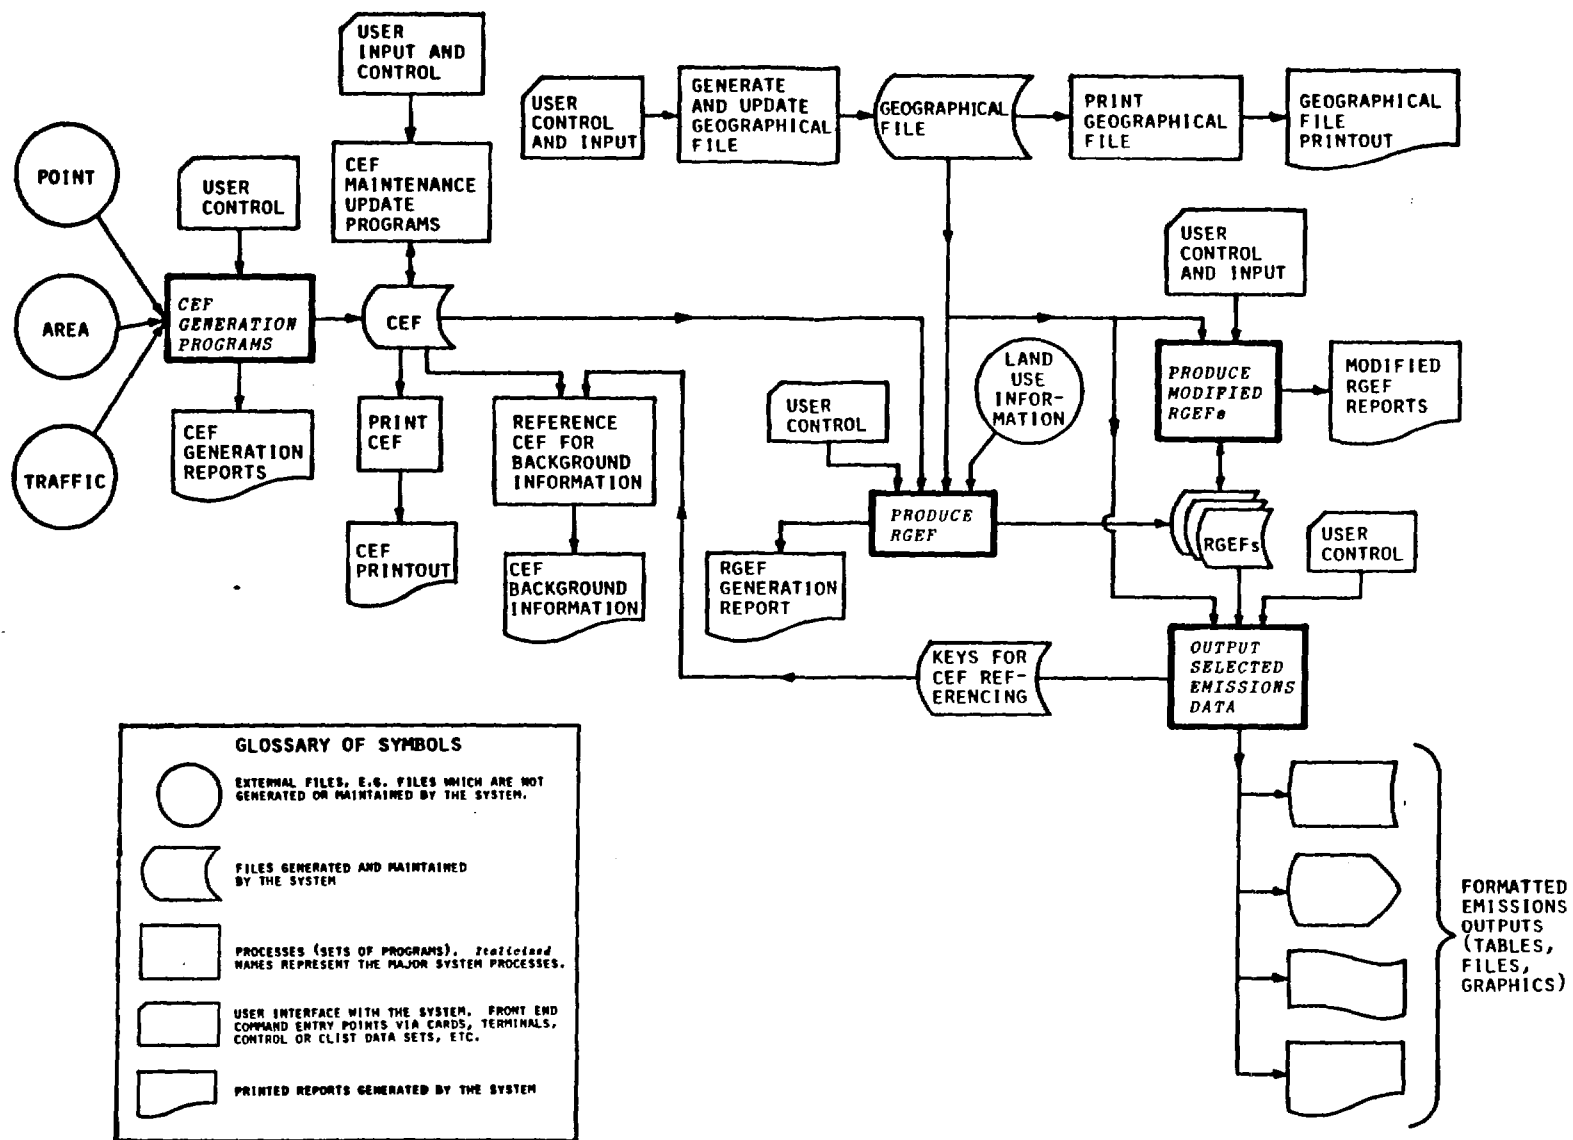 USER
INPUT AND
CONTROL
USER
CONTROL
AND INPUT
GENERATE
AND UPDATE
GEOGRAPHICAL
FILE
GEOGRAPHICAL
FILE
PRINT
GEOGRAPHICAL
FILE
GEOGRAPHICAL
FILE
PRINTOUT
POINT
USER
CONTROL
CEF
MAINTENANCE
UPDATE
PROGRAMS
USER
CONTROL
AND INPUT
AREA
CEF
GENERATION
PROGRAMS
CEF
LAND
USE
INFOR-
MATION
PRODUCE
MODIFIED
RGEFs
MODIFIED
RGEF
REPORTS
TRAFFIC
CEF
GENERATION
REPORTS
PRINT
CEF
REFERENCE
CEF FOR
BACKGROUND
INFORMATION
USER
CONTROL
PRODUCE
RGEF
RGEFs
USER
CONTROL
CEF
PRINTOUT
CEF
BACKGROUND
INFORMATION
RGEF
GENERATION
REPORT
KEYS FOR
CEF REF-
ERENCING
OUTPUT
SELECTED
EMISSIONS
DATA
GLOSSARY OF SYMBOLS
EXTERNAL FILES, E.G. FILES WHICH ARE NOT
GENERATED OR MAINTAINED BY THE SYSTEM.
FILES GENERATED AND MAINTAINED
BY THE SYSTEM
PROCESSES (SETS OF PROGRAMS). Italicized
NAMES REPRESENT THE MAJOR SYSTEM PROCESSES.
USER INTERFACE WITH THE SYSTEM. FRONT END
COMMAND ENTRY POINTS VIA CARDS, TERMINALS,
CONTROL OR CLIST DATA SETS, ETC.
PRINTED REPORTS GENERATED BY THE SYSTEM
FORMATTED
EMISSIONS
OUTPUTS
(TABLES,
FILES,
GRAPHICS)